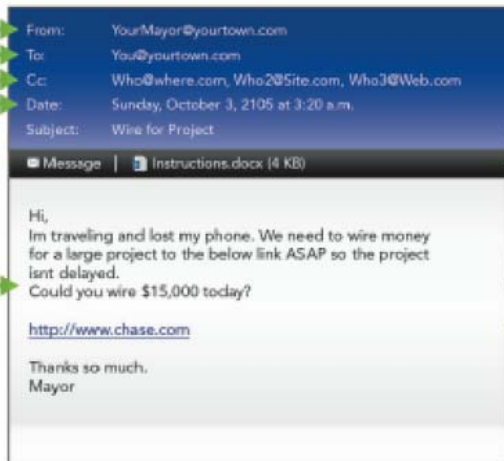 From: YourMayor@yourtown.com
To: You@yourtown.com
Cc: Who@where.com, Who2@Site.com, Who3@Web.com
Date: Sunday, October 3, 2105 at 3:20 a.m.
Subject: Wire for Project
Message | Instructions.docx (4 KB)
Hi,
Im traveling and lost my phone. We need to wire money
for a large project to the below link ASAP so the project
isnt delayed.
Could you wire $15,000 today?
http://www.chase.com
Thanks so much.
Mayor